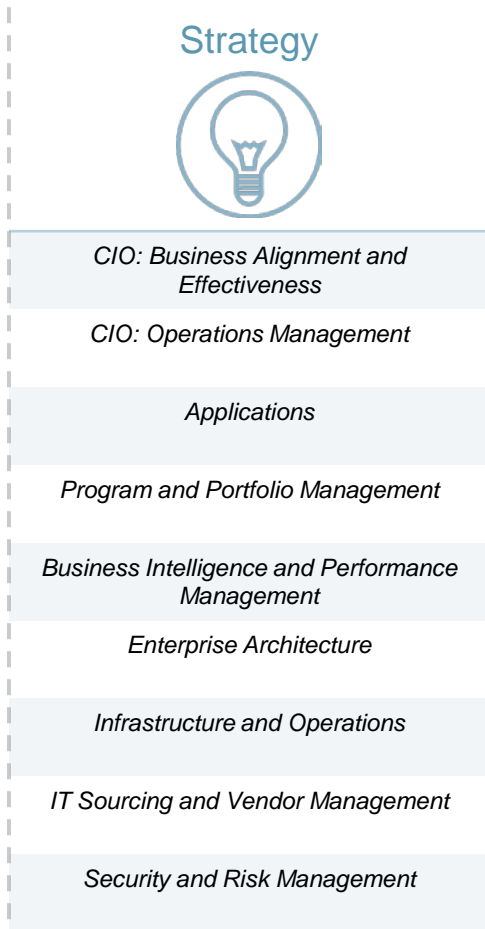 Strategy
CIO: Business Alignment and
Effectiveness
CIO: Operations Management
Applications
Program and Portfolio Management
Business Intelligence and Performance
Management
Enterprise Architecture
Infrastructure and Operations
IT Sourcing and Vendor Management
Security and Risk Management